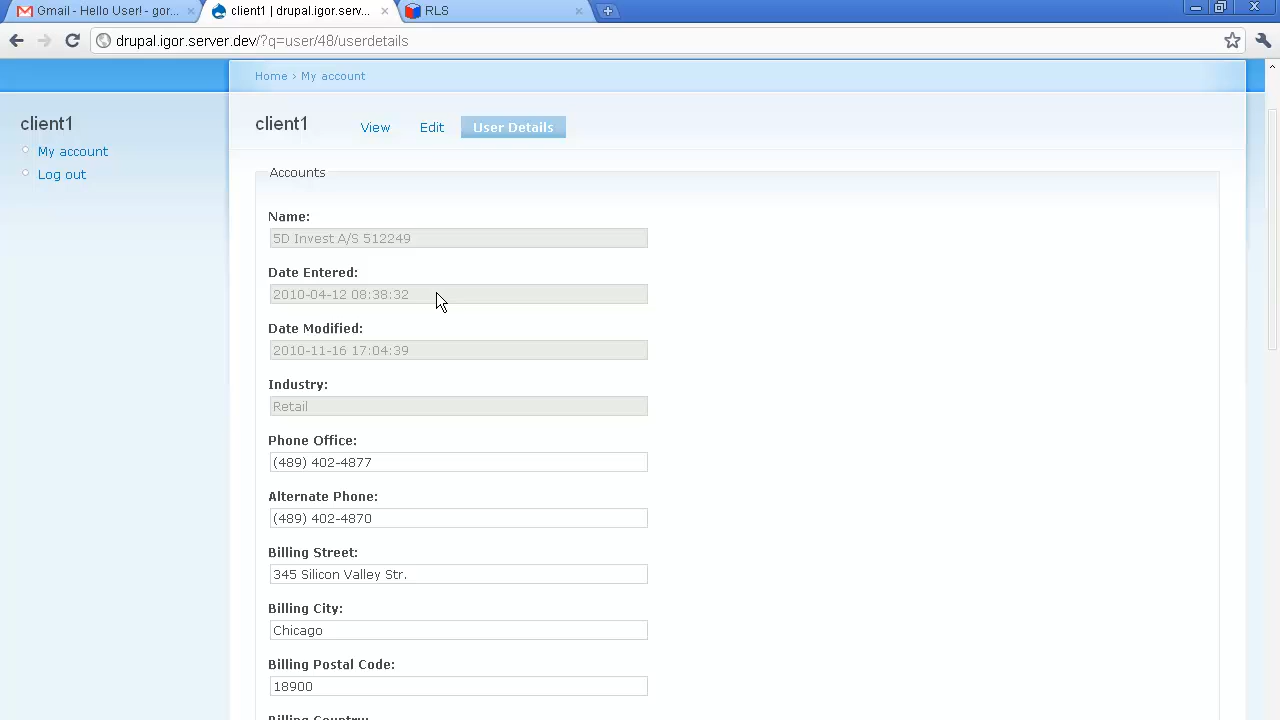 Gmail - Hello User! - gor...
client1 | drupal.igor.serv...
RLS
drupal.igor.server.dev/?q=user/48/userdetails
Home › My account
client1
My account
Log out
client1
View
Edit
User Details
Accounts
Name:
5D Invest A/S 512249
Date Entered:
2010-04-12 08:38:32
Date Modified:
2010-11-16 17:04:39
Industry:
Retail
Phone Office:
(489) 402-4877
Alternate Phone:
(489) 402-4870
Billing Street:
345 Silicon Valley Str.
Billing City:
Chicago
Billing Postal Code:
18900
Billing Country: